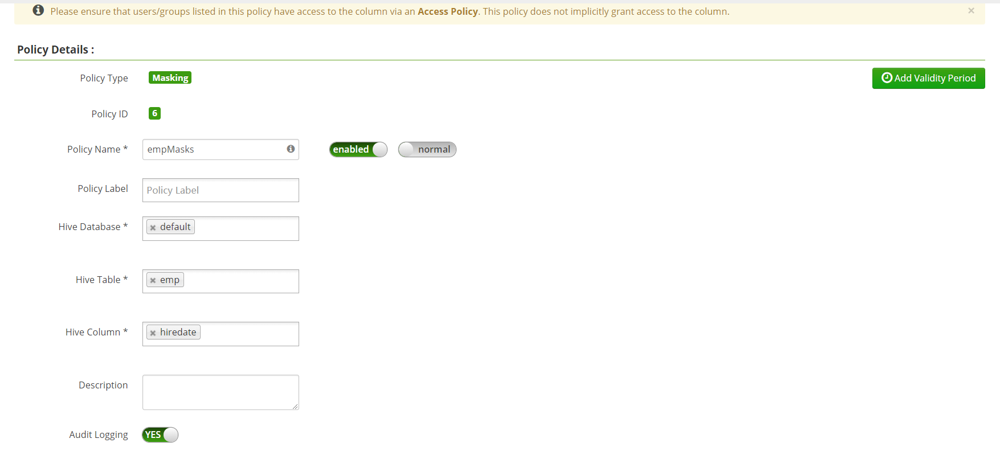 Please ensure that users/groups listed in this policy have access to the column via an Access Policy. This policy does not implicitly grant access to the column.
Policy Details :
Policy Type Masking
Add Validity Period
Policy ID 6
Policy Name * empMasks enabled normal
Policy Label Policy Label
Hive Database * default
Hive Table * emp
Hive Column * hiredate
Description
Audit Logging YES